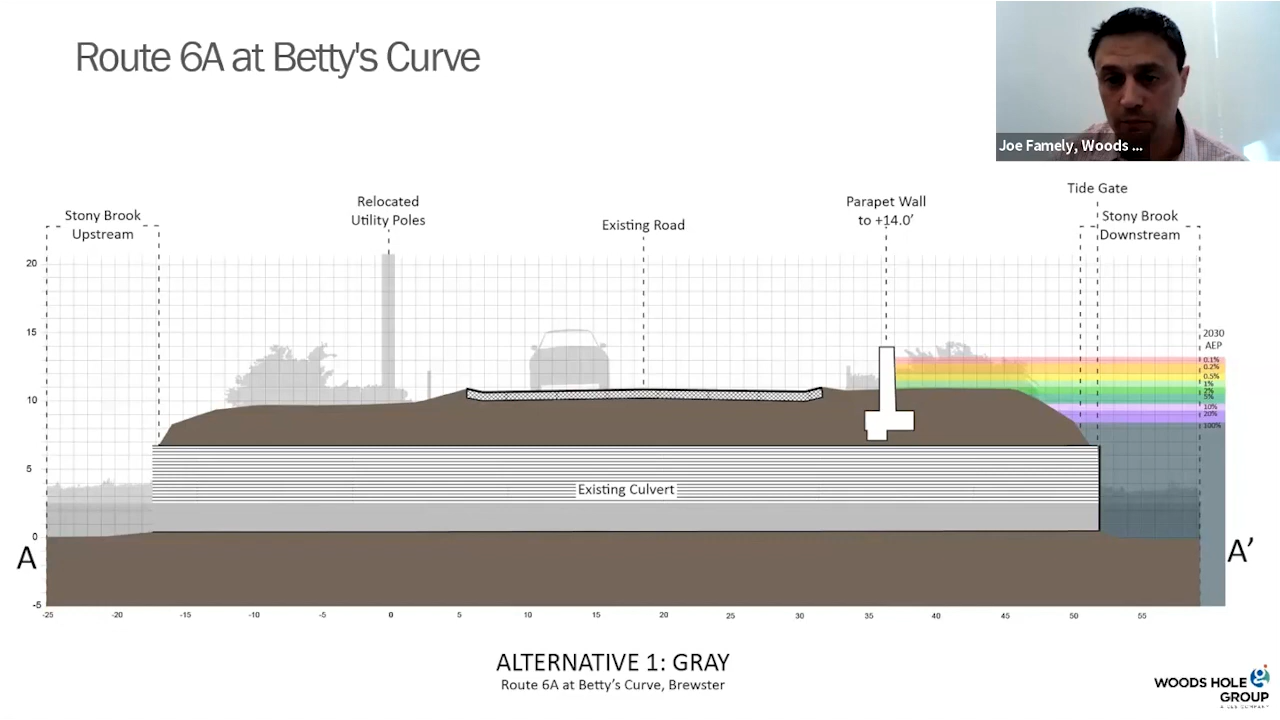 Route 6A at Betty's Curve
Joe Famely, Woods ...
Stony Brook
Upstream
Relocated
Utility Poles
Existing Road
Parapet Wall
to +14.0’
Tide Gate
Stony Brook
Downstream
20
15
10
5
0
-5
2030
AEP
0.1%
0.2%
0.5%
1%
2%
5%
10%
20%
100%
Existing Culvert
A
A’
-25
-20
-15
-10
-5
0
5
10
15
20
25
30
35
40
45
50
55
ALTERNATIVE 1: GRAY
Route 6A at Betty’s Curve, Brewster
WOODS HOLE
GROUP